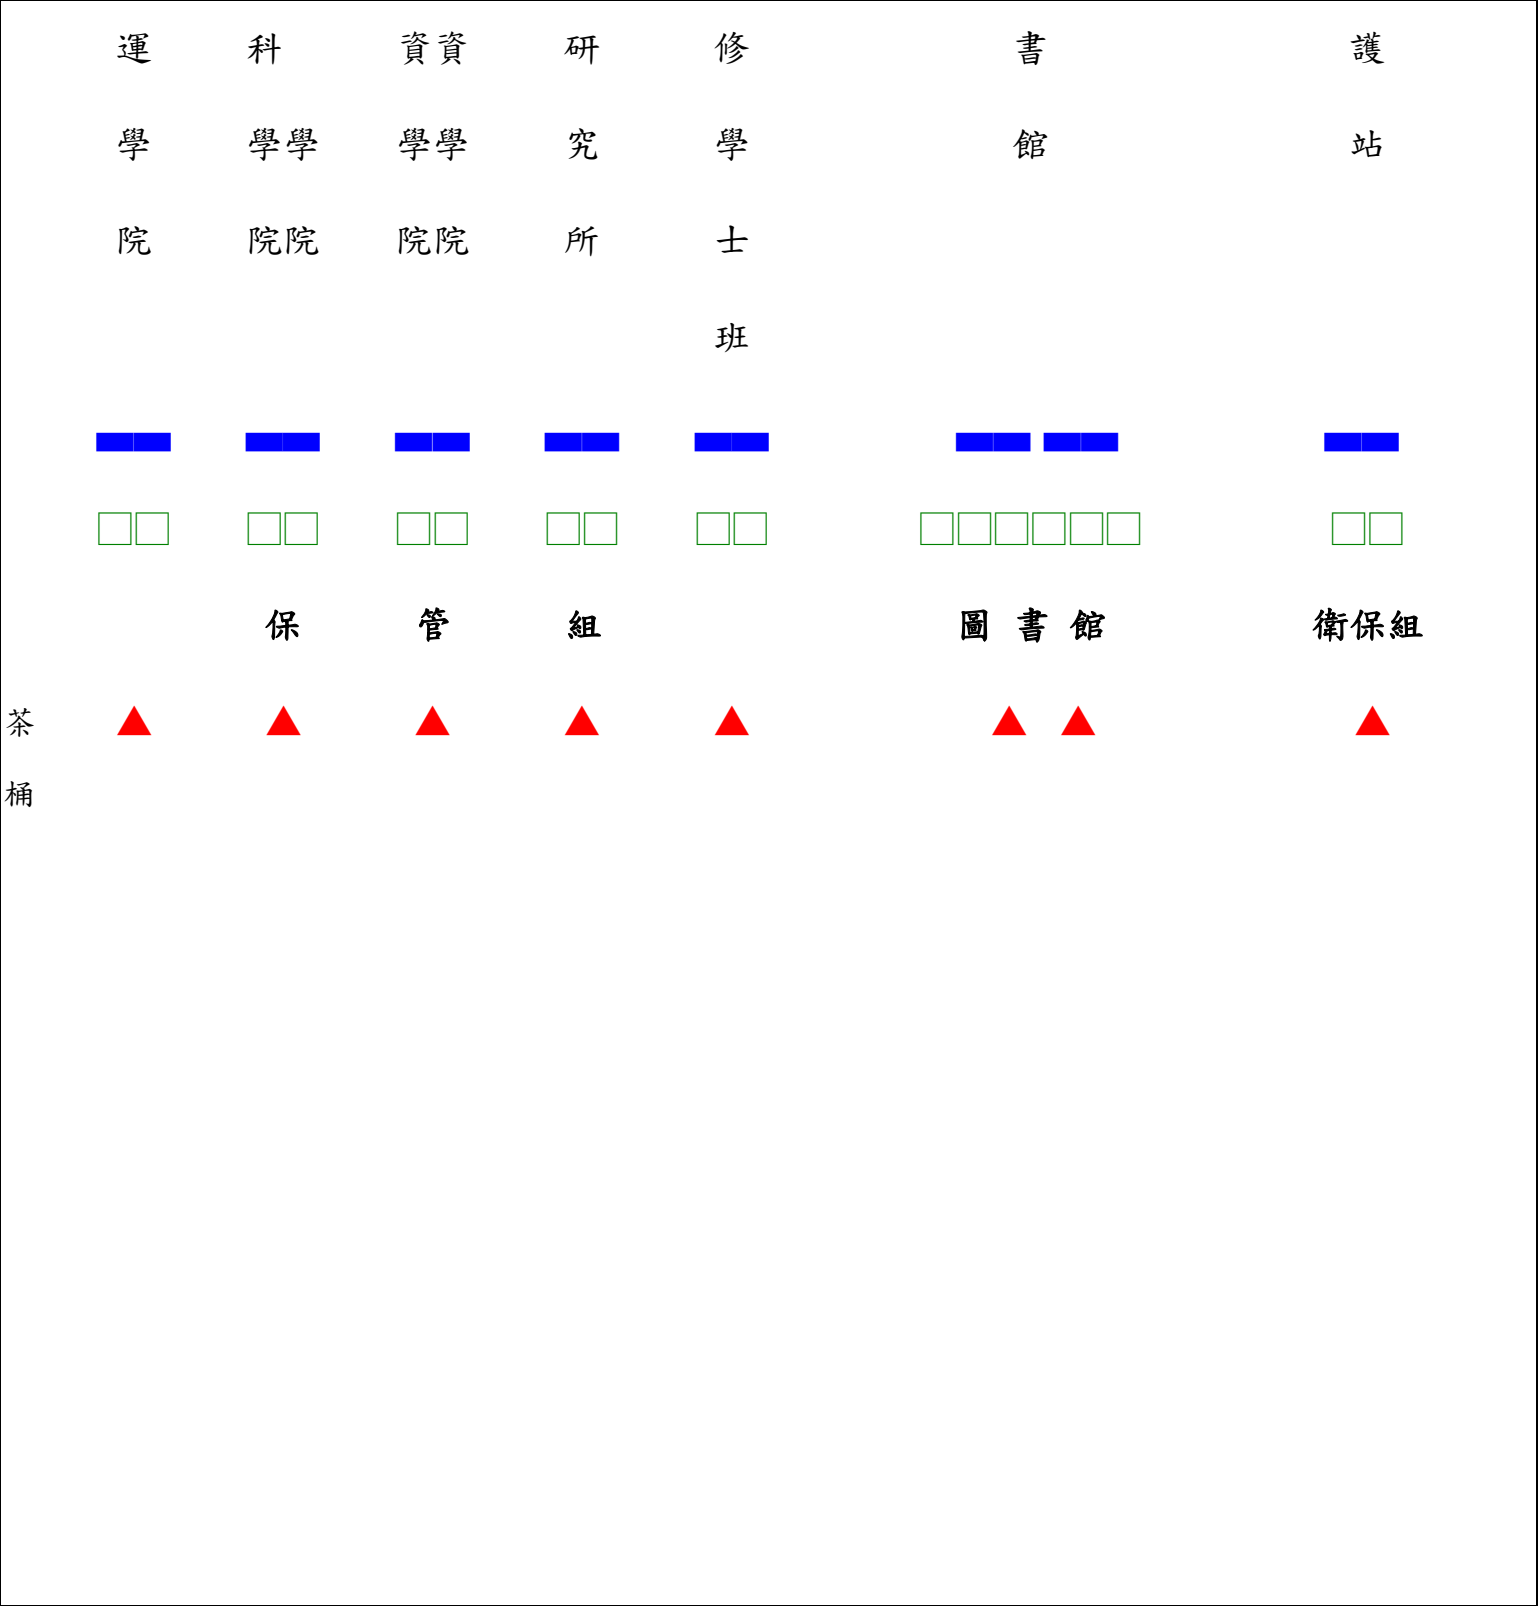 運 科 資資 研 修 書 護
學 學學 學學 究 學 館 站
院 院院 院院 所 士
班
保 管 組 圖 書 館 衛保組
茶
桶